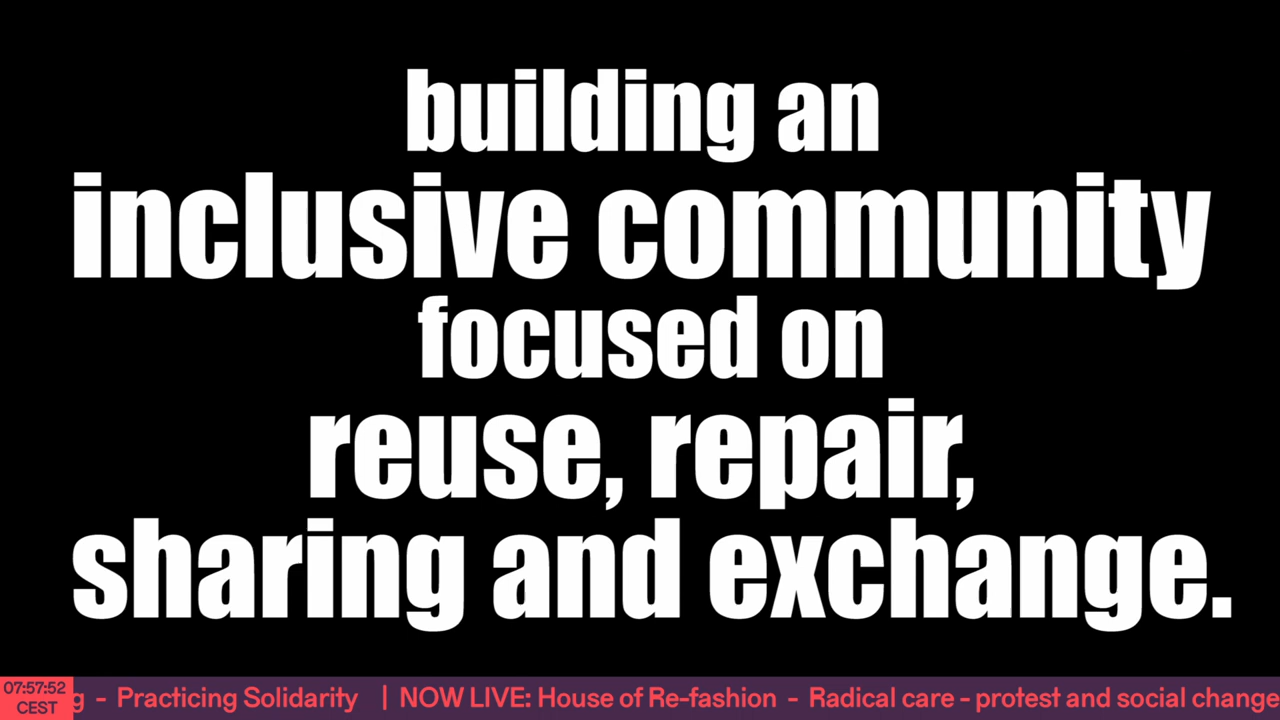 building an
inclusive community
focused on
reuse, repair,
sharing and exchange.
07:57:52
CEST
g - Practicing Solidarity | NOW LIVE: House of Re-fashion - Radical care - protest and social change